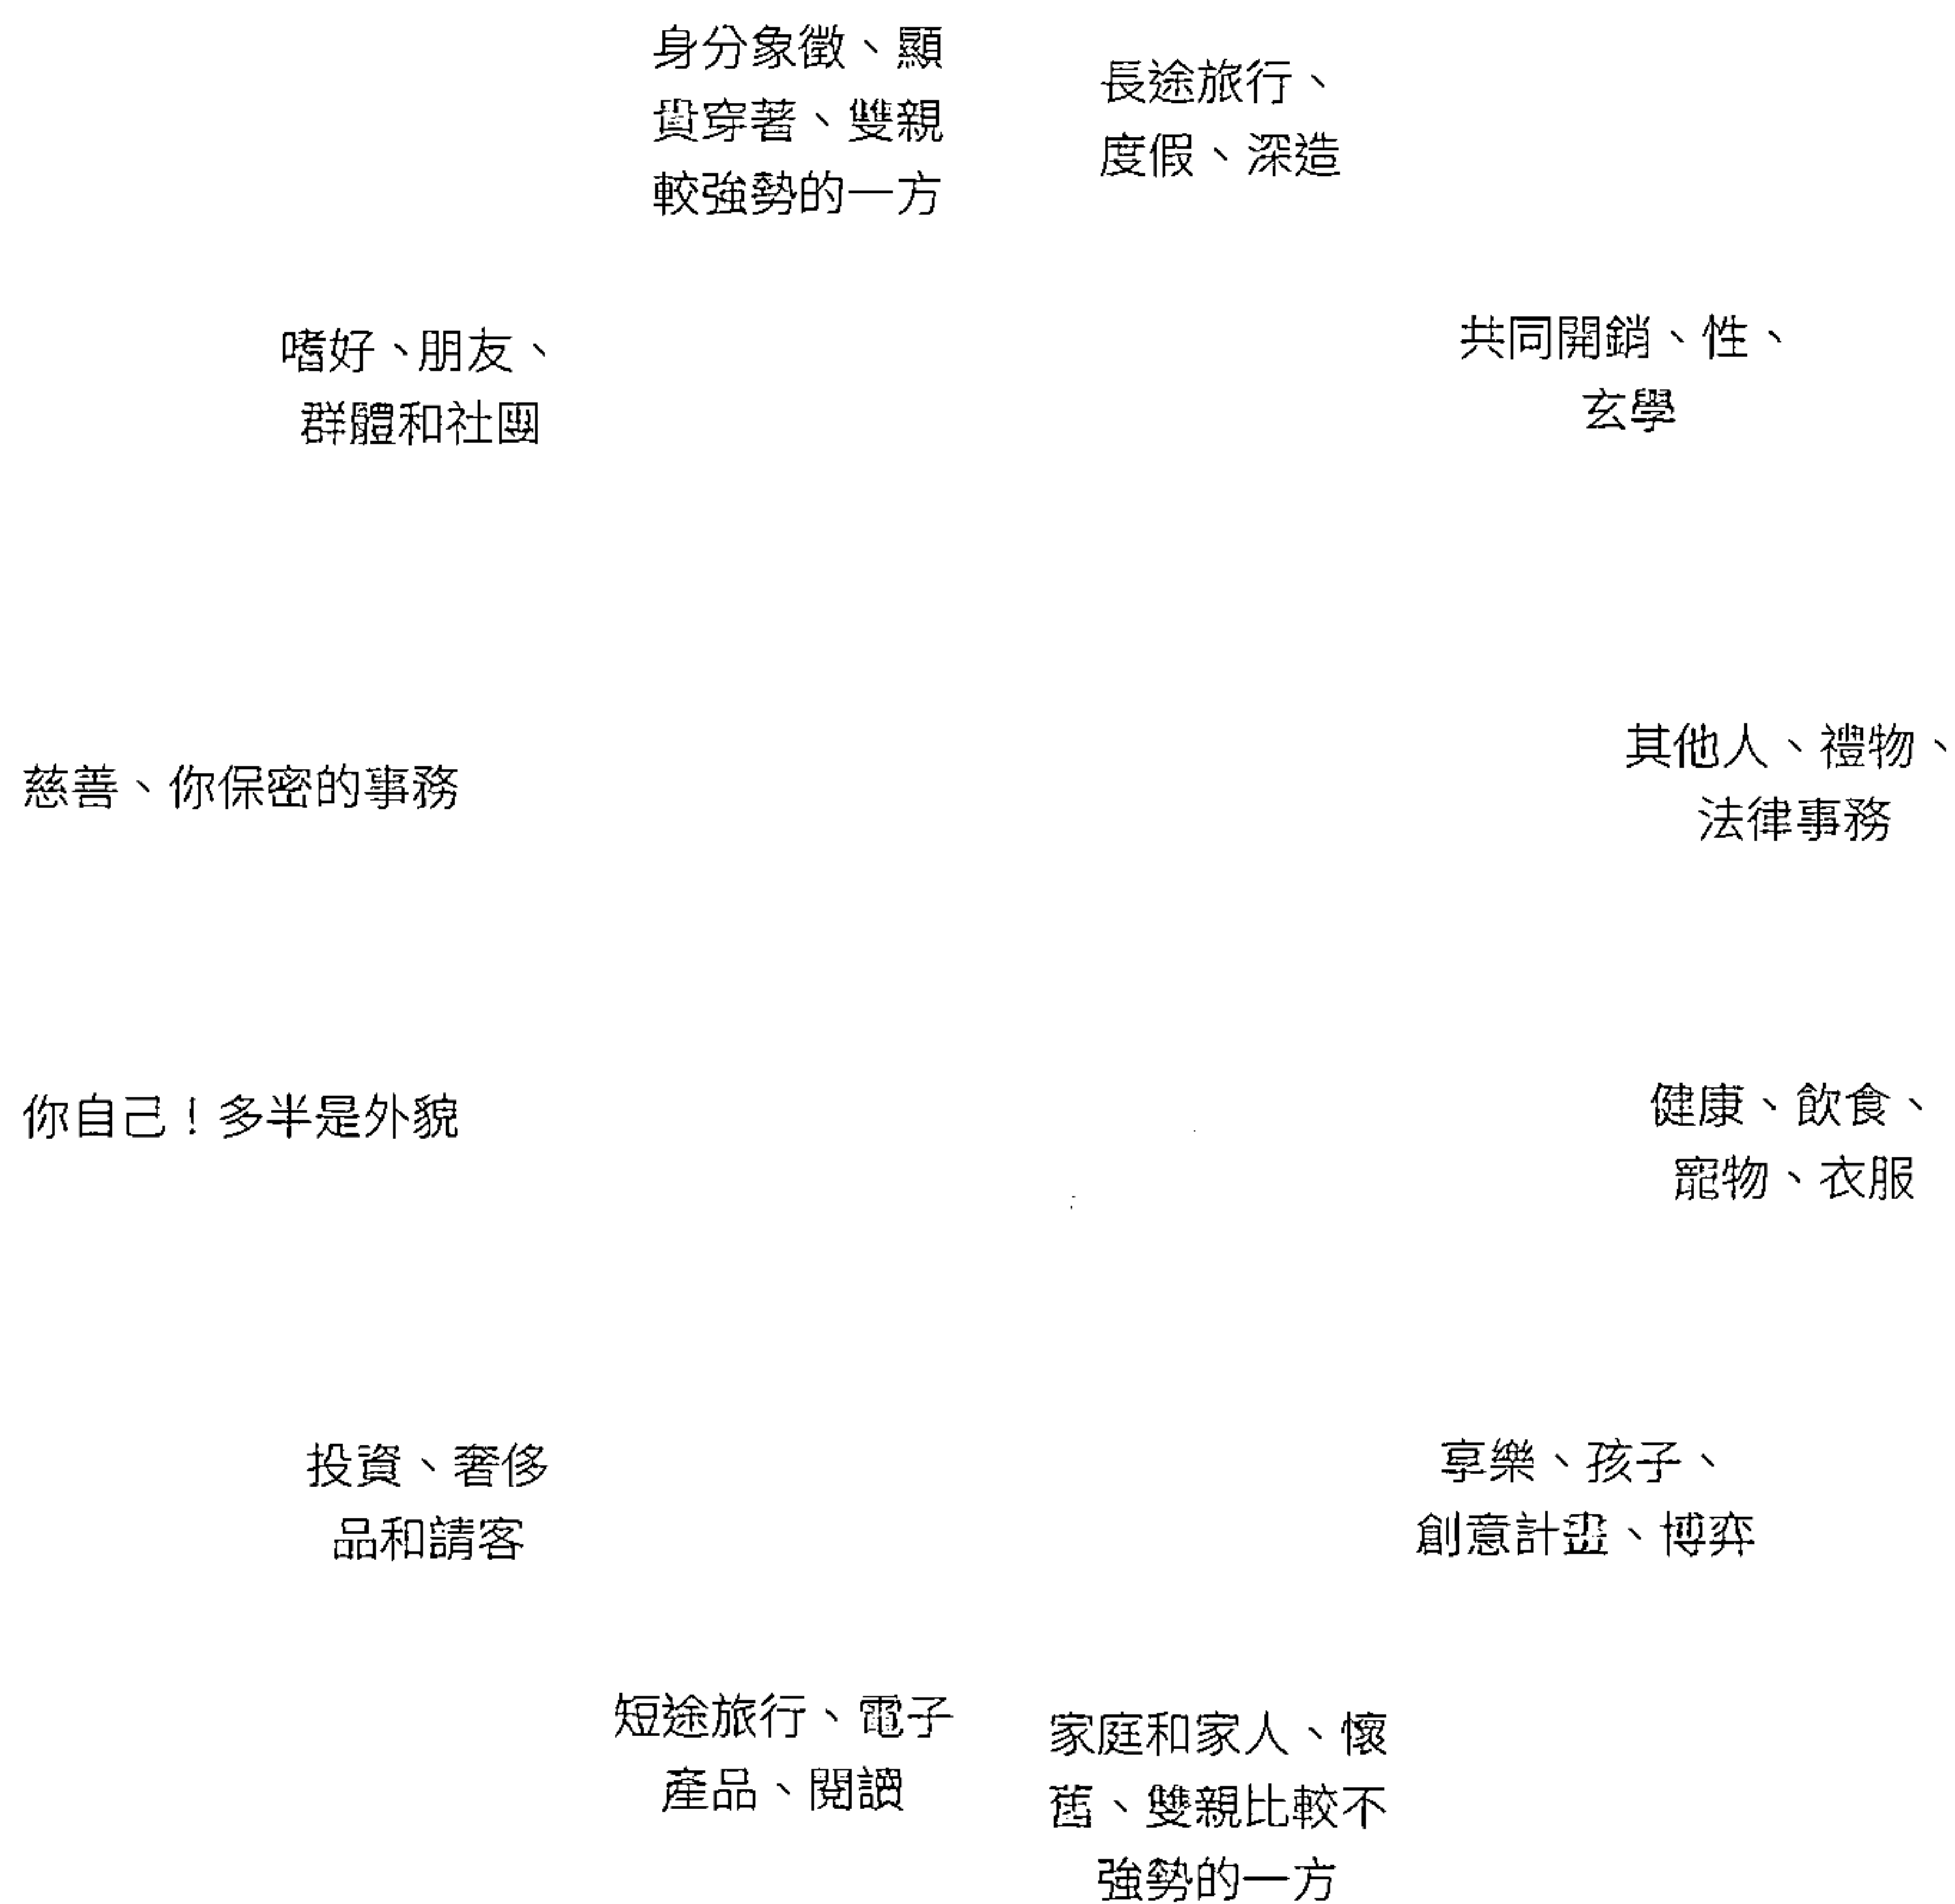 身分象徵、顯
貴穿著、雙親
較強勢的一方
長途旅行、
度假、深造
嗜好、朋友、
群體和社團
共同開銷、性、
玄學
慈善、你保密的事務
其他人、禮物、
法律事務
你自己！多半是外貌
健康、飲食、
寵物、衣服
投資、奢侈
品和請客
享樂、孩子、
創意計畫、博弈
短途旅行、電子
產品、閱讀
家庭和家人、懷
舊、雙親比較不
強勢的一方